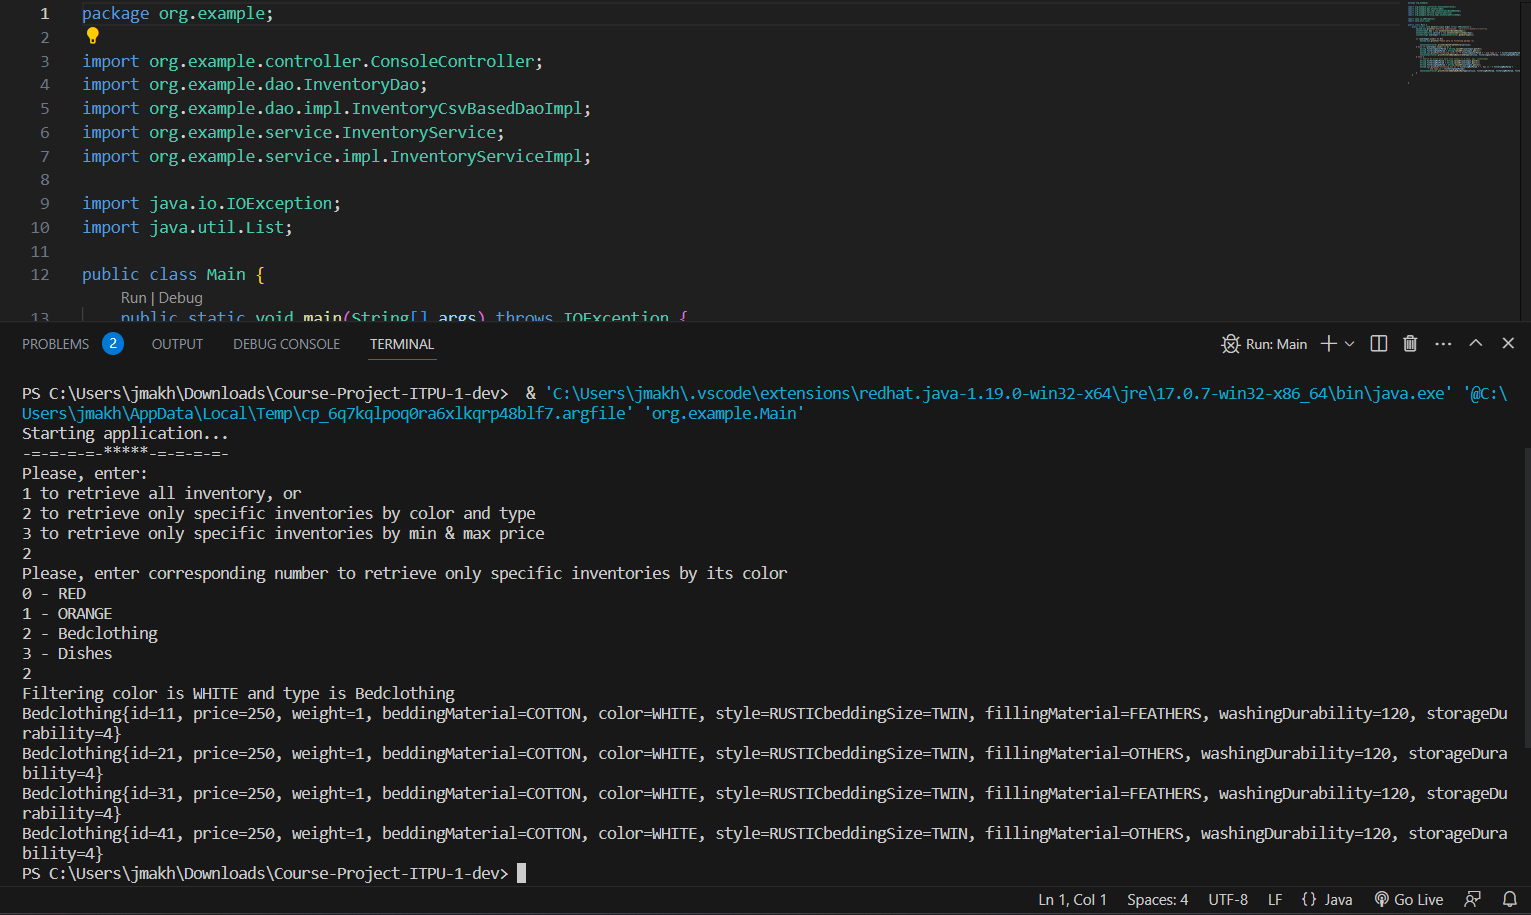 1 package org.example;
2
3 import org.example.controller.ConsoleController;
4 import org.example.dao.InventoryDao;
5 import org.example.dao.impl.InventoryCsvBasedDaoImpl;
6 import org.example.service.InventoryService;
7 import org.example.service.impl.InventoryServiceImpl;
8
9 import java.io.IOException;
10 import java.util.List;
11
12 public class Main {
Run | Debug
13 public static void main(String[] args) throws IOException {
PROBLEMS 2 OUTPUT DEBUG CONSOLE TERMINAL Run: Main
PS C:\Users\jmakh\Downloads\Course-Project-ITPU-1-dev> & 'C:\Users\jmakh\.vscode\extensions\redhat.java-1.19.0-win32-x64\jre\17.0.7-win32-x86_64\bin\java.exe' '@C:\
Users\jmakh\AppData\Local\Temp\cp_6q7kqlpoq0ra6xlkqrp48blf7.argfile' 'org.example.Main'
Starting application...
-=-=-=-=-*****-=-=-=-=-
Please, enter:
1 to retrieve all inventory, or
2 to retrieve only specific inventories by color and type
3 to retrieve only specific inventories by min & max price
2
Please, enter corresponding number to retrieve only specific inventories by its color
0 - RED
1 - ORANGE
2 - Bedclothing
3 - Dishes
2
Filtering color is WHITE and type is Bedclothing
Bedclothing{id=11, price=250, weight=1, beddingMaterial=COTTON, color=WHITE, style=RUSTICbeddingSize=TWIN, fillingMaterial=FEATHERS, washingDurability=120, storageDu
rability=4}
Bedclothing{id=21, price=250, weight=1, beddingMaterial=COTTON, color=WHITE, style=RUSTICbeddingSize=TWIN, fillingMaterial=OTHERS, washingDurability=120, storageDura
bility=4}
Bedclothing{id=31, price=250, weight=1, beddingMaterial=COTTON, color=WHITE, style=RUSTICbeddingSize=TWIN, fillingMaterial=FEATHERS, washingDurability=120, storageDu
rability=4}
Bedclothing{id=41, price=250, weight=1, beddingMaterial=COTTON, color=WHITE, style=RUSTICbeddingSize=TWIN, fillingMaterial=OTHERS, washingDurability=120, storageDura
bility=4}
PS C:\Users\jmakh\Downloads\Course-Project-ITPU-1-dev>
Ln 1, Col 1 Spaces: 4 UTF-8 LF {} Java Go Live